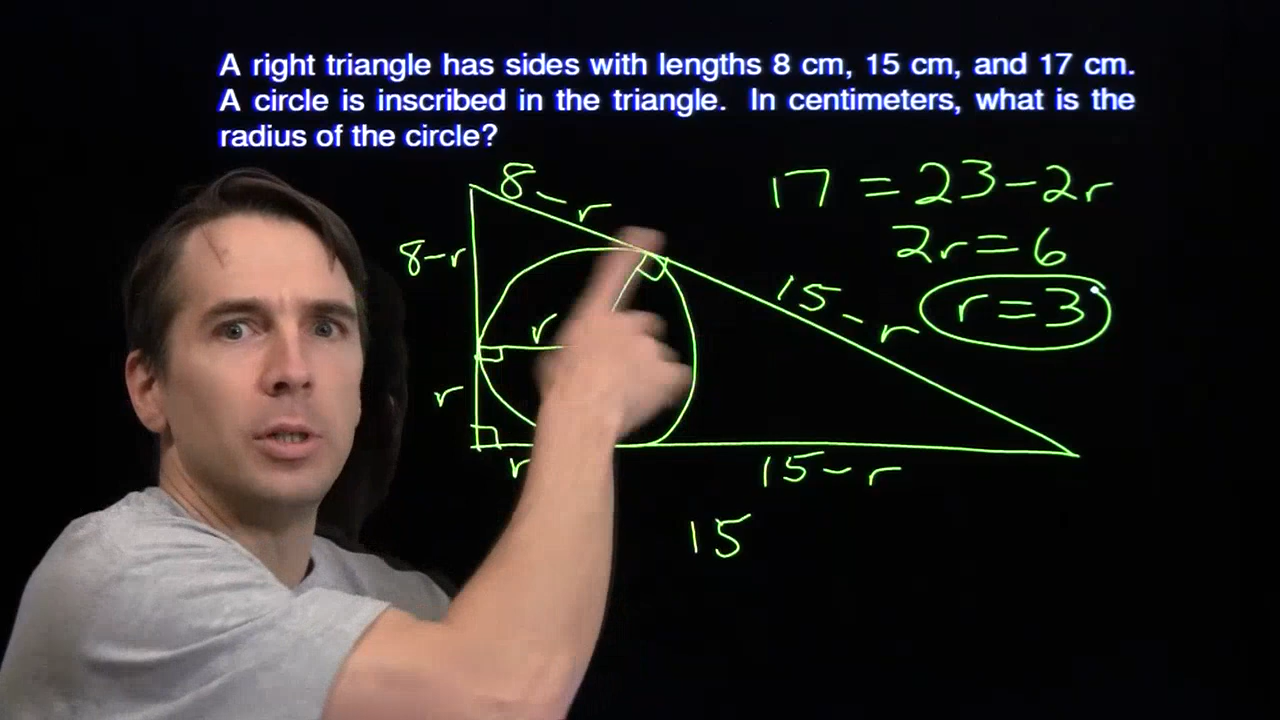 A right triangle has sides with lengths 8 cm, 15 cm, and 17 cm.
A circle is inscribed in the triangle. In centimeters, what is the
radius of the circle?
8-r
17 = 23-2r
2r=6
8-r
15-r
r=3
r
r
r
15-r
15